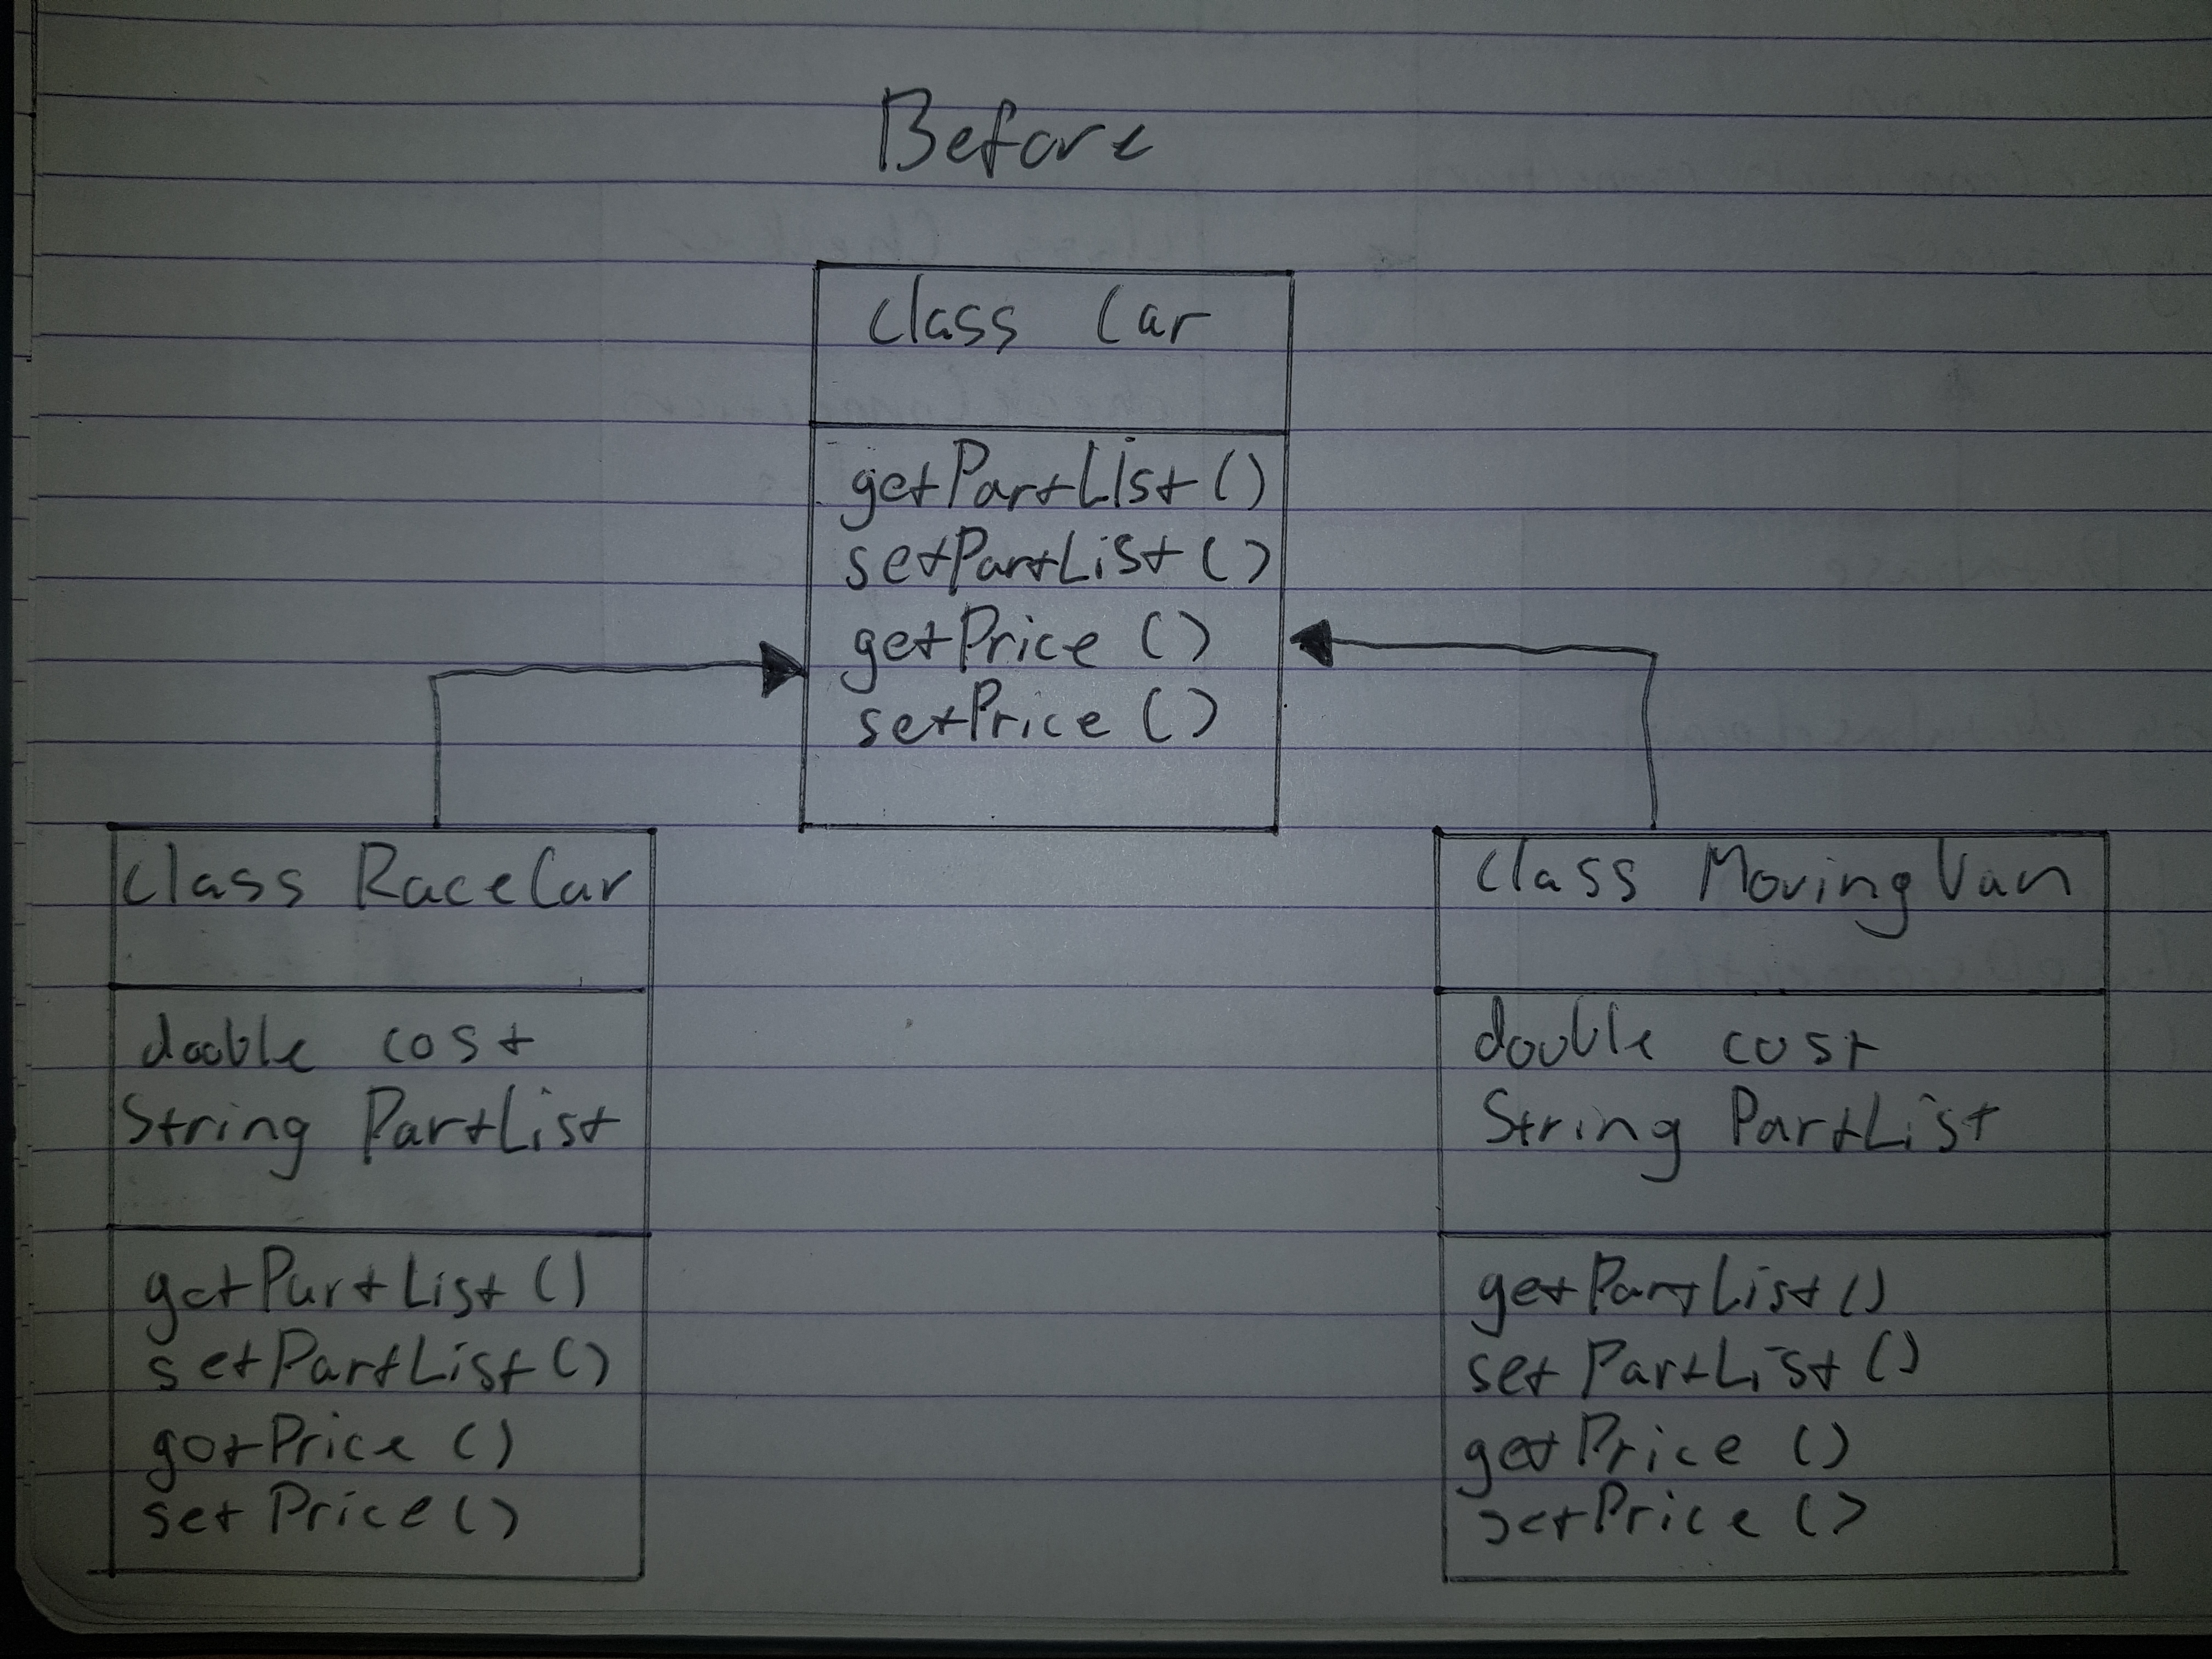 Before
class Car
getPartList()
setPartList()
getPrice ()
setPrice ()
class RaceCar
double cost
String PartList
getPartList()
setPartList()
getPrice ()
set Price()
class MovingVan
double cost
String PartList
getPartList()
set PartList()
getPrice ()
setPrice ()